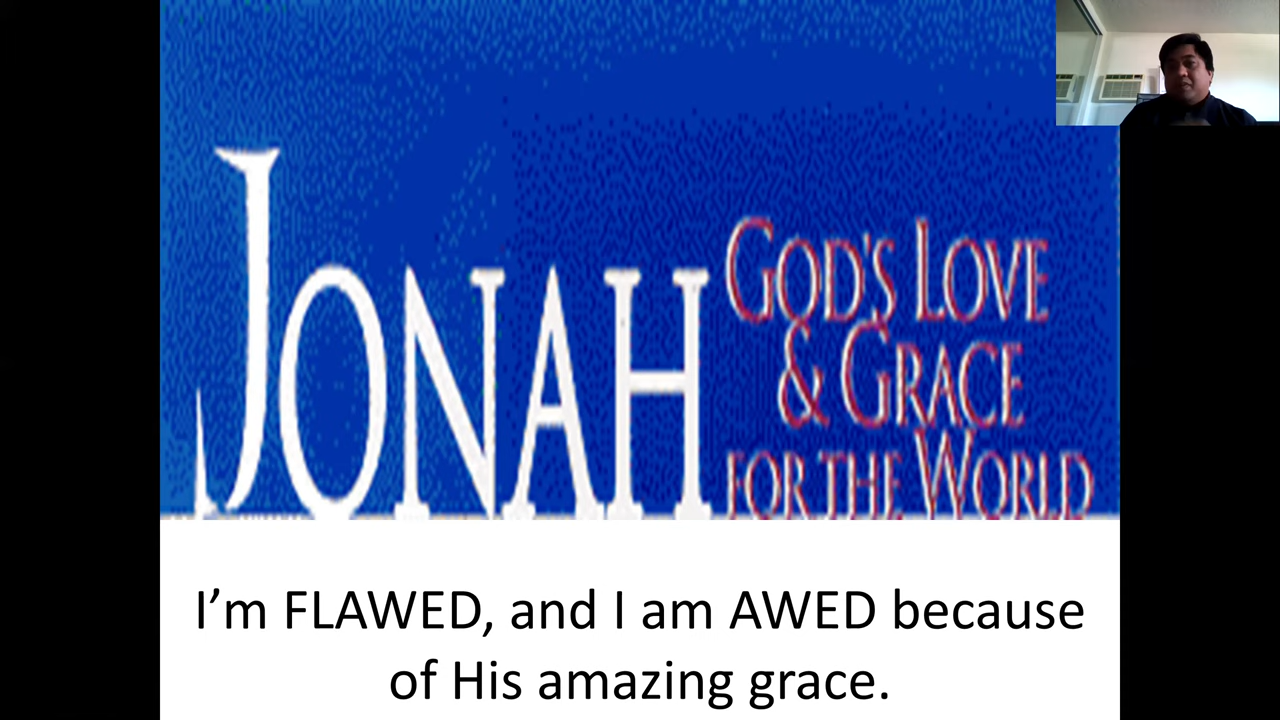 JONAH
GOD'S LOVE
& GRACE
FOR THE WORLD
I'm FLAWED, and I am AWED because
of His amazing grace.